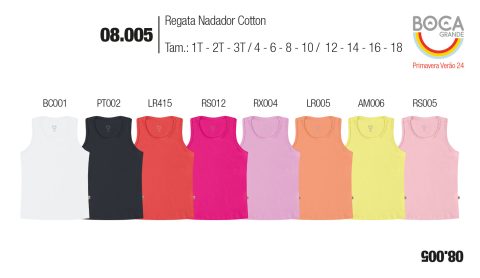 08.005
Regata Nadador Cotton
Tam.: 1T - 2T - 3T / 4 - 6 - 8 - 10 / 12 - 14 - 16 - 18
BOCA
GRANDE
Primavera Verão 24
BC001 PT002 LR415 RS012 RX004 LR005 AM006 RS005
08.005